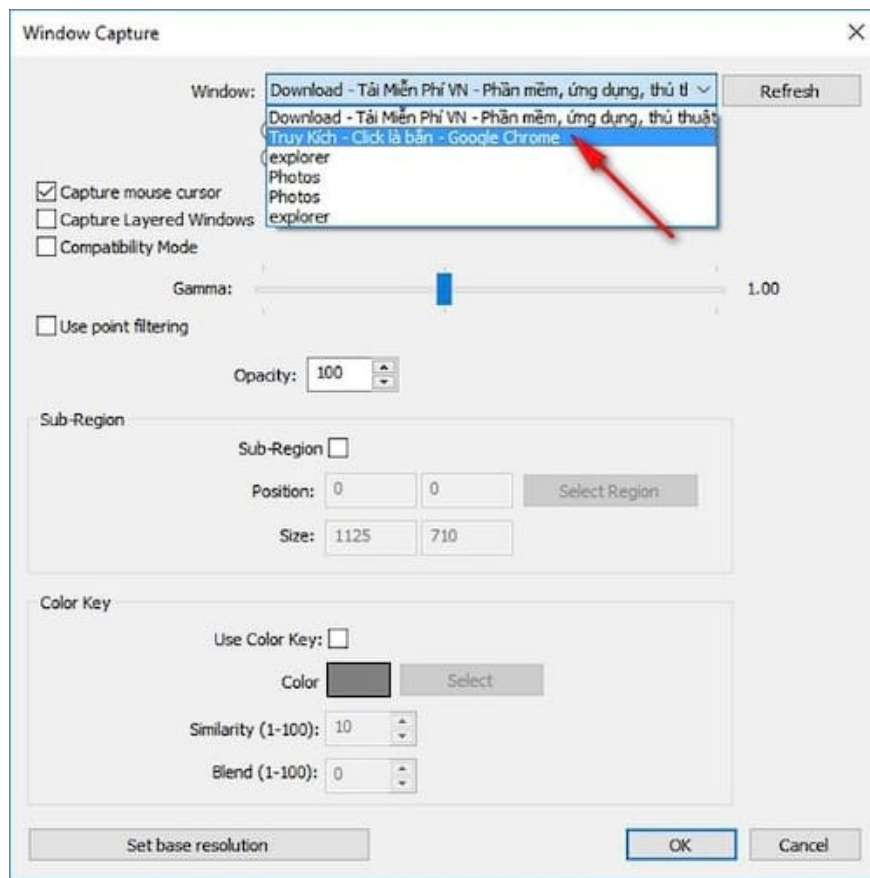 Window Capture
Window: Download - Tải Miễn Phí VN - Phần mềm, ứng dụng, thủ tl Refresh
Download - Tải Miễn Phí VN - Phần mềm, ứng dụng, thủ thuật
Truy Kích - Click là bắn - Google Chrome
explorer
Photos
Photos
explorer
Capture mouse cursor
Capture Layered Windows
Compatibility Mode
Gamma: 1.00
Use point filtering
Opacity: 100
Sub-Region
Sub-Region
Position: 0 0 Select Region
Size: 1125 710
Color Key
Use Color Key:
Color Select
Similarity (1-100): 10
Blend (1-100): 0
Set base resolution OK Cancel